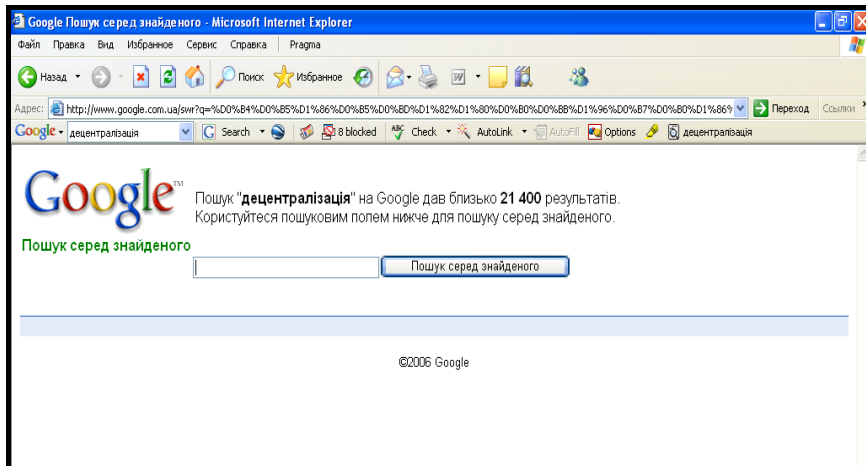 Google Пошук серед знайденого - Microsoft Internet Explorer
Файл Правка Вид Избранное Сервис Справка Pragma
Назад Поиск Избранное
Адрес: http://www.google.com.ua/swr?q=%D0%B4%D0%B5%D1%86%D0%B5%D0%BD%D1%82%D1%80%D0%B0%D0%BB%D1%96%D0%B7%D0%B0%D1%86% Переход Ссылки »
Google децентралізація Search 8 blocked ABC Check AutoLink AutoFill Options децентралізація
Google™
Пошук "децентралізація" на Google дав близько 21 400 результатів.
Користуйтеся пошуковим полем нижче для пошуку серед знайденого.
Пошук серед знайденого
Пошук серед знайденого
©2006 Google